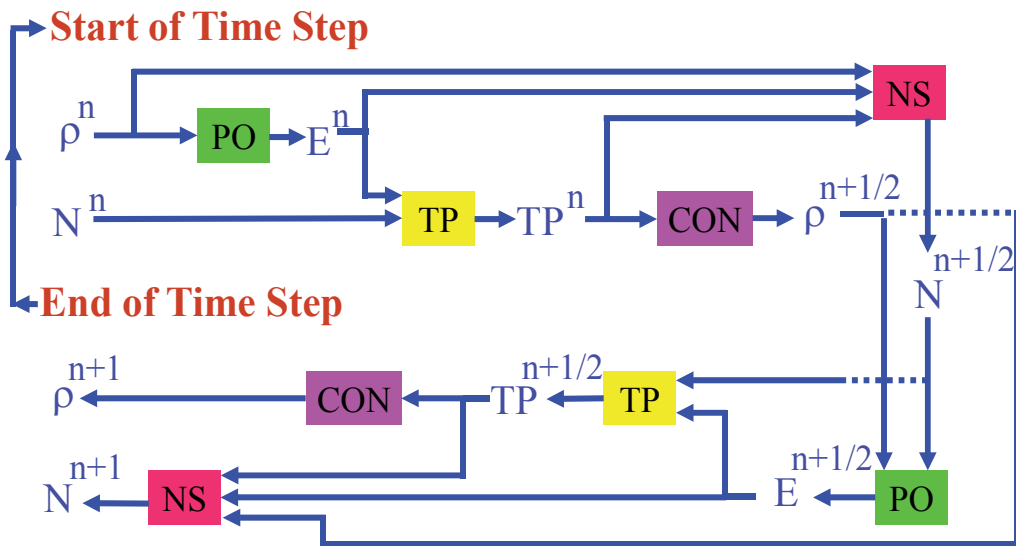 Start of Time Step
ρ^n PO E^n NS
N^n TP TP^n CON ρ^n+1/2
N^n+1/2
End of Time Step
ρ^n+1 CON TP^n+1/2 TP
N^n+1 NS E^n+1/2 PO